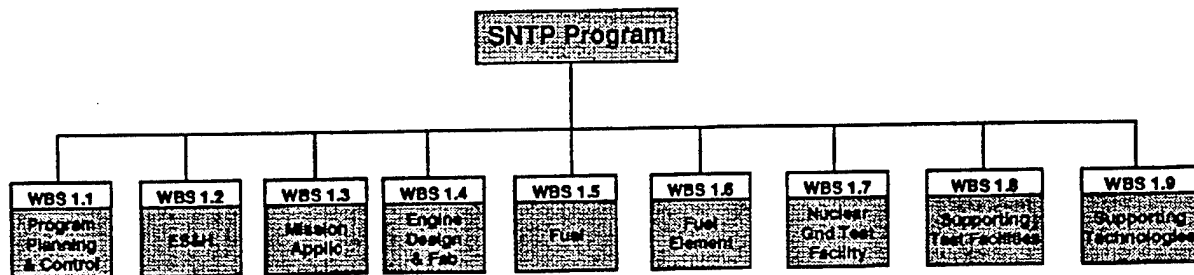 SNTP Program
WBS 1.1
Program
Planning
& Control
WBS 1.2
ES&H
WBS 1.3
Mission
Applic
WBS 1.4
Engine
Design
& Fab
WBS 1.5
Fuel
WBS 1.6
Fuel
Element
WBS 1.7
Nuclear
Gnd Test
Facility
WBS 1.8
Supporting
Test Facilities
WBS 1.9
Supporting
Technologies